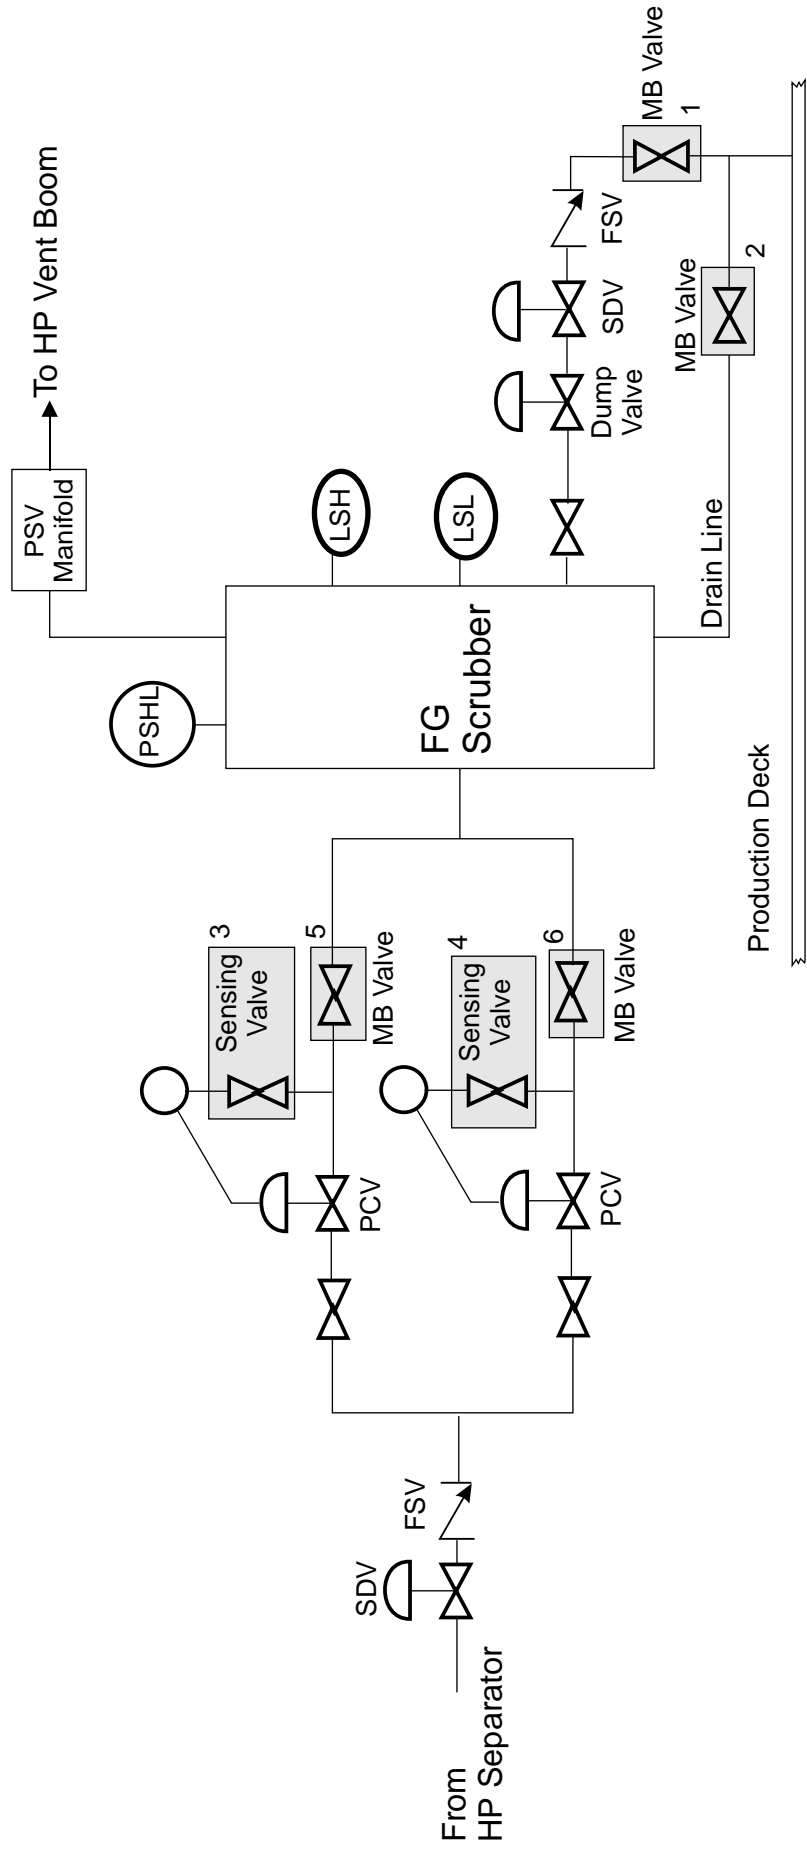 PSV
Manifold
To HP Vent Boom
PSHL
LSH
LSL
FG
Scrubber
Dump
Valve
SDV
FSV
MB Valve
1
MB Valve
2
Drain Line
Sensing
Valve
3
5
MB Valve
PCV
Sensing
Valve
4
6
MB Valve
PCV
FSV
SDV
From
HP Separator
Production Deck